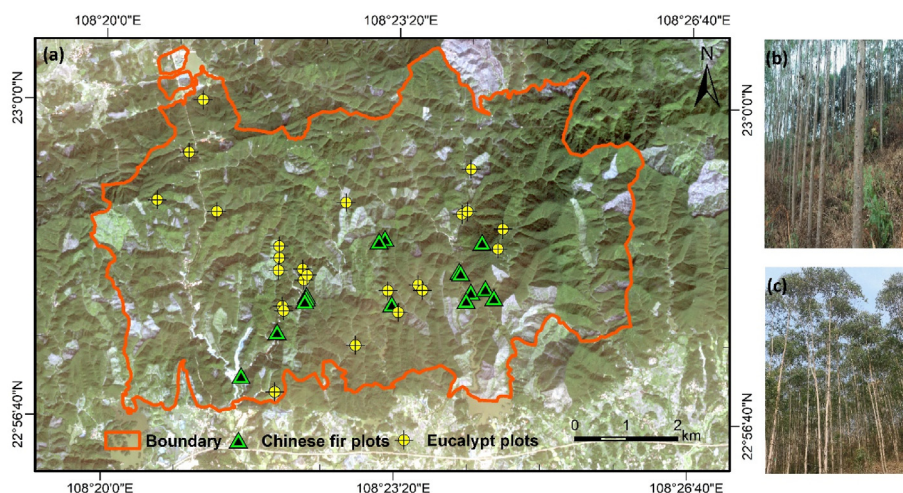 108°20'0"E
108°23'20"E
108°26'40"E
(a)
N
(b)
23°0'0"N
23°0'0"N
(c)
22°56'40"N
22°56'40"N
Boundary
Chinese fir plots
Eucalypt plots
0 1 2
km
108°20'0"E
108°23'20"E
108°26'40"E